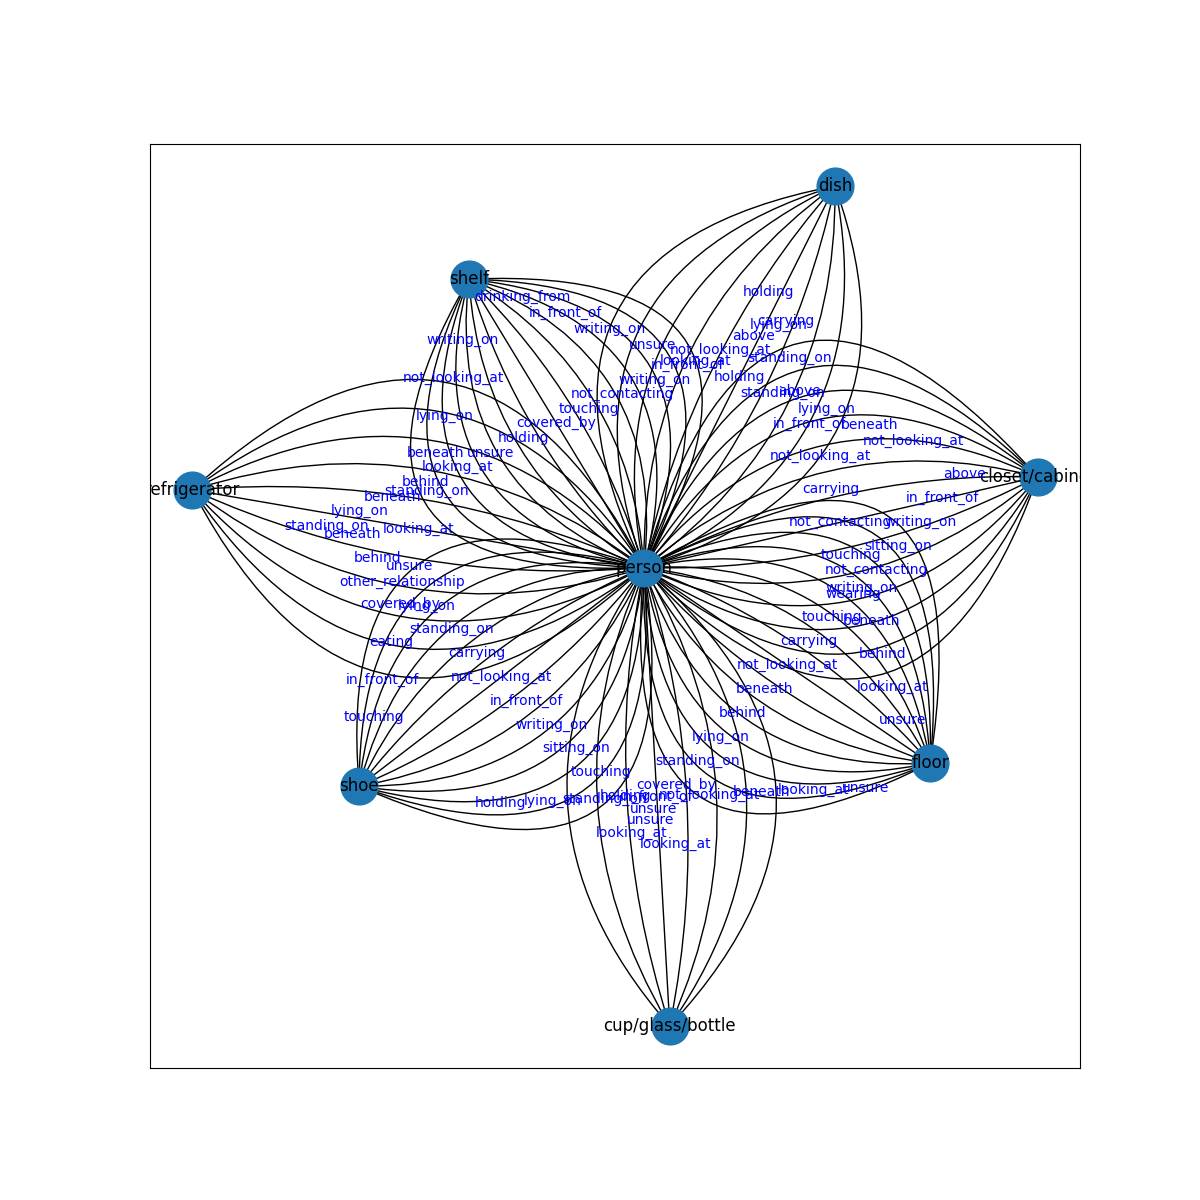 dish
shelf
holding
drinking_from
in_front_of
carrying
lying_on
writing_on
above
writing_on
unsure
not_looking_at
standing_on
looking_at
in_front_of
not_looking_at
writing_on
holding
not_contacting
standing_on
above
touching
lying_on
lying_on
covered_by
in_front_of
beneath
holding
not_looking_at
beneath
unsure
not_looking_at
looking_at
above
closet/cabin
behind
standing_on
carrying
efrigerator
beneath
in_front_of
lying_on
not_contacting
writing_on
standing_on
looking_at
beneath
sitting_on
behind
touching
unsure
person
not_contacting
other_relationship
writing_on
wearing
covered_by
lying_on
touching
beneath
standing_on
eating
carrying
carrying
behind
not_looking_at
in_front_of
not_looking_at
beneath
looking_at
in_front_of
touching
behind
unsure
writing_on
lying_on
sitting_on
standing_on
floor
touching
shoe
covered_by
holding
lying_on
standing_on
holding
in_front_of
not_looking_at
beneath
looking_at
unsure
unsure
unsure
looking_at
looking_at
cup/glass/bottle